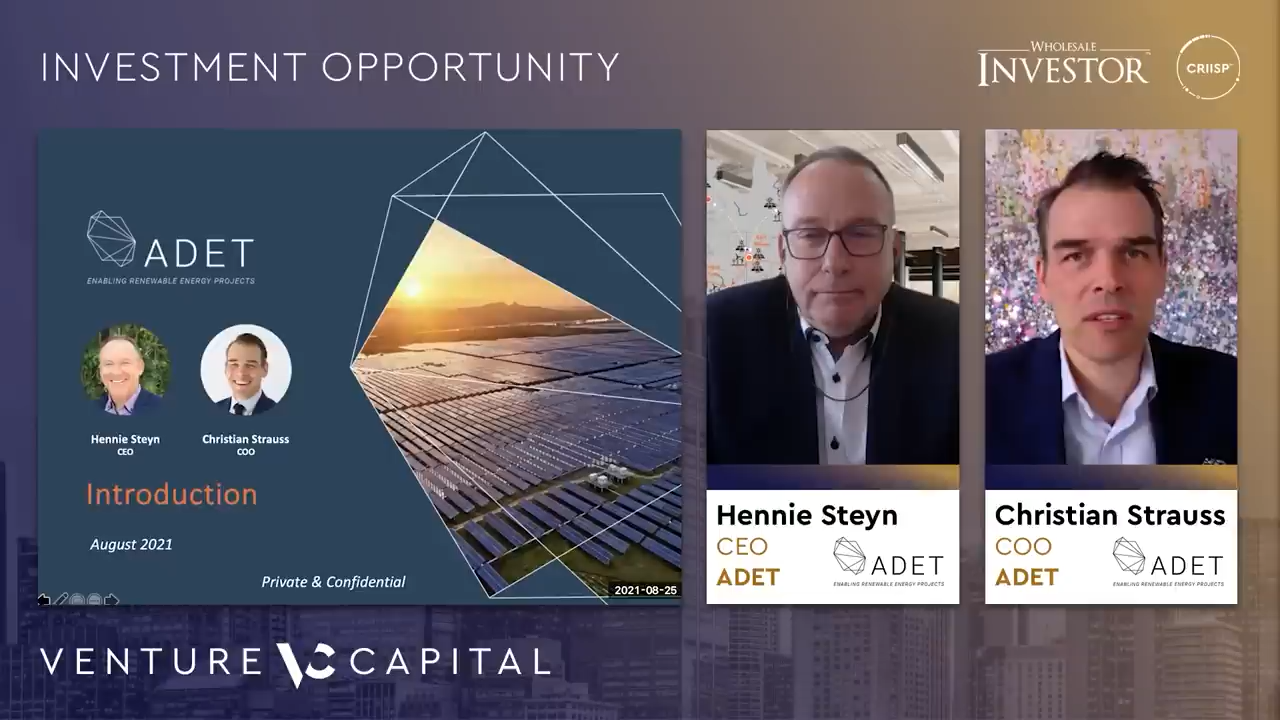 INVESTMENT OPPORTUNITY
WHOLESALE
INVESTOR
CRIISP
ADET
ENABLING RENEWABLE ENERGY PROJECTS
Hennie Steyn
CEO
Christian Strauss
COO
Introduction
August 2021
Private & Confidential
2021-08-25
Hennie Steyn
CEO
ADET
ADET
ENABLING RENEWABLE ENERGY PROJECTS
Christian Strauss
COO
ADET
ADET
ENABLING RENEWABLE ENERGY PROJECTS
VENTURE VC CAPITAL